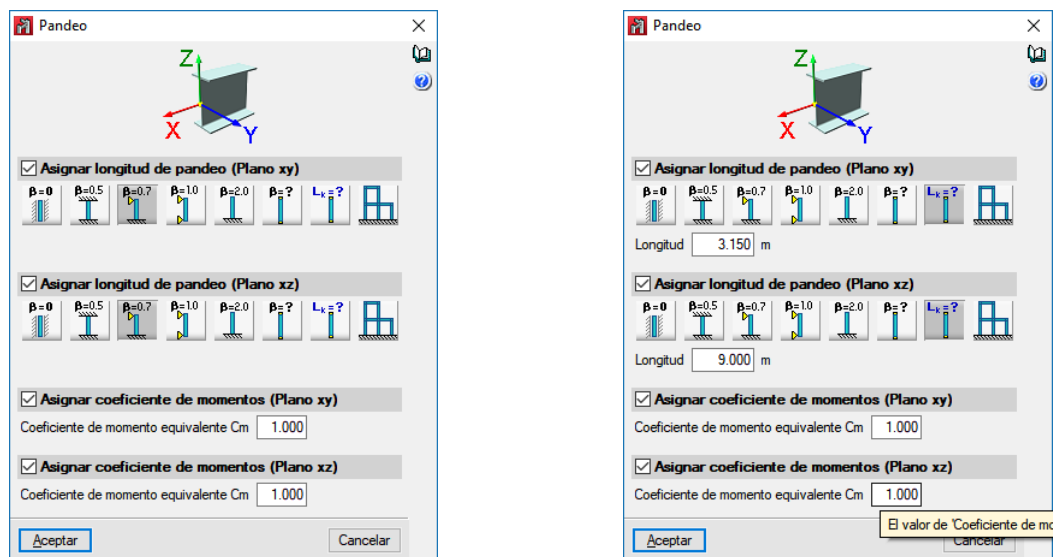 Pandeo
Z
X
Y
Asignar longitud de pandeo (Plano xy)
β=0 β=0.5 β=0.7 β=1.0 β=2.0 β=? Lk=?
Asignar longitud de pandeo (Plano xz)
β=0 β=0.5 β=0.7 β=1.0 β=2.0 β=? Lk=?
Asignar coeficiente de momentos (Plano xy)
Coeficiente de momento equivalente Cm 1.000
Asignar coeficiente de momentos (Plano xz)
Coeficiente de momento equivalente Cm 1.000
Aceptar Cancelar
Pandeo
Z
X
Y
Asignar longitud de pandeo (Plano xy)
β=0 β=0.5 β=0.7 β=1.0 β=2.0 β=? Lk=?
Longitud 3.150 m
Asignar longitud de pandeo (Plano xz)
β=0 β=0.5 β=0.7 β=1.0 β=2.0 β=? Lk=?
Longitud 9.000 m
Asignar coeficiente de momentos (Plano xy)
Coeficiente de momento equivalente Cm 1.000
Asignar coeficiente de momentos (Plano xz)
Coeficiente de momento equivalente Cm 1.000
El valor de 'Coeficiente de mo
Aceptar Cancelar